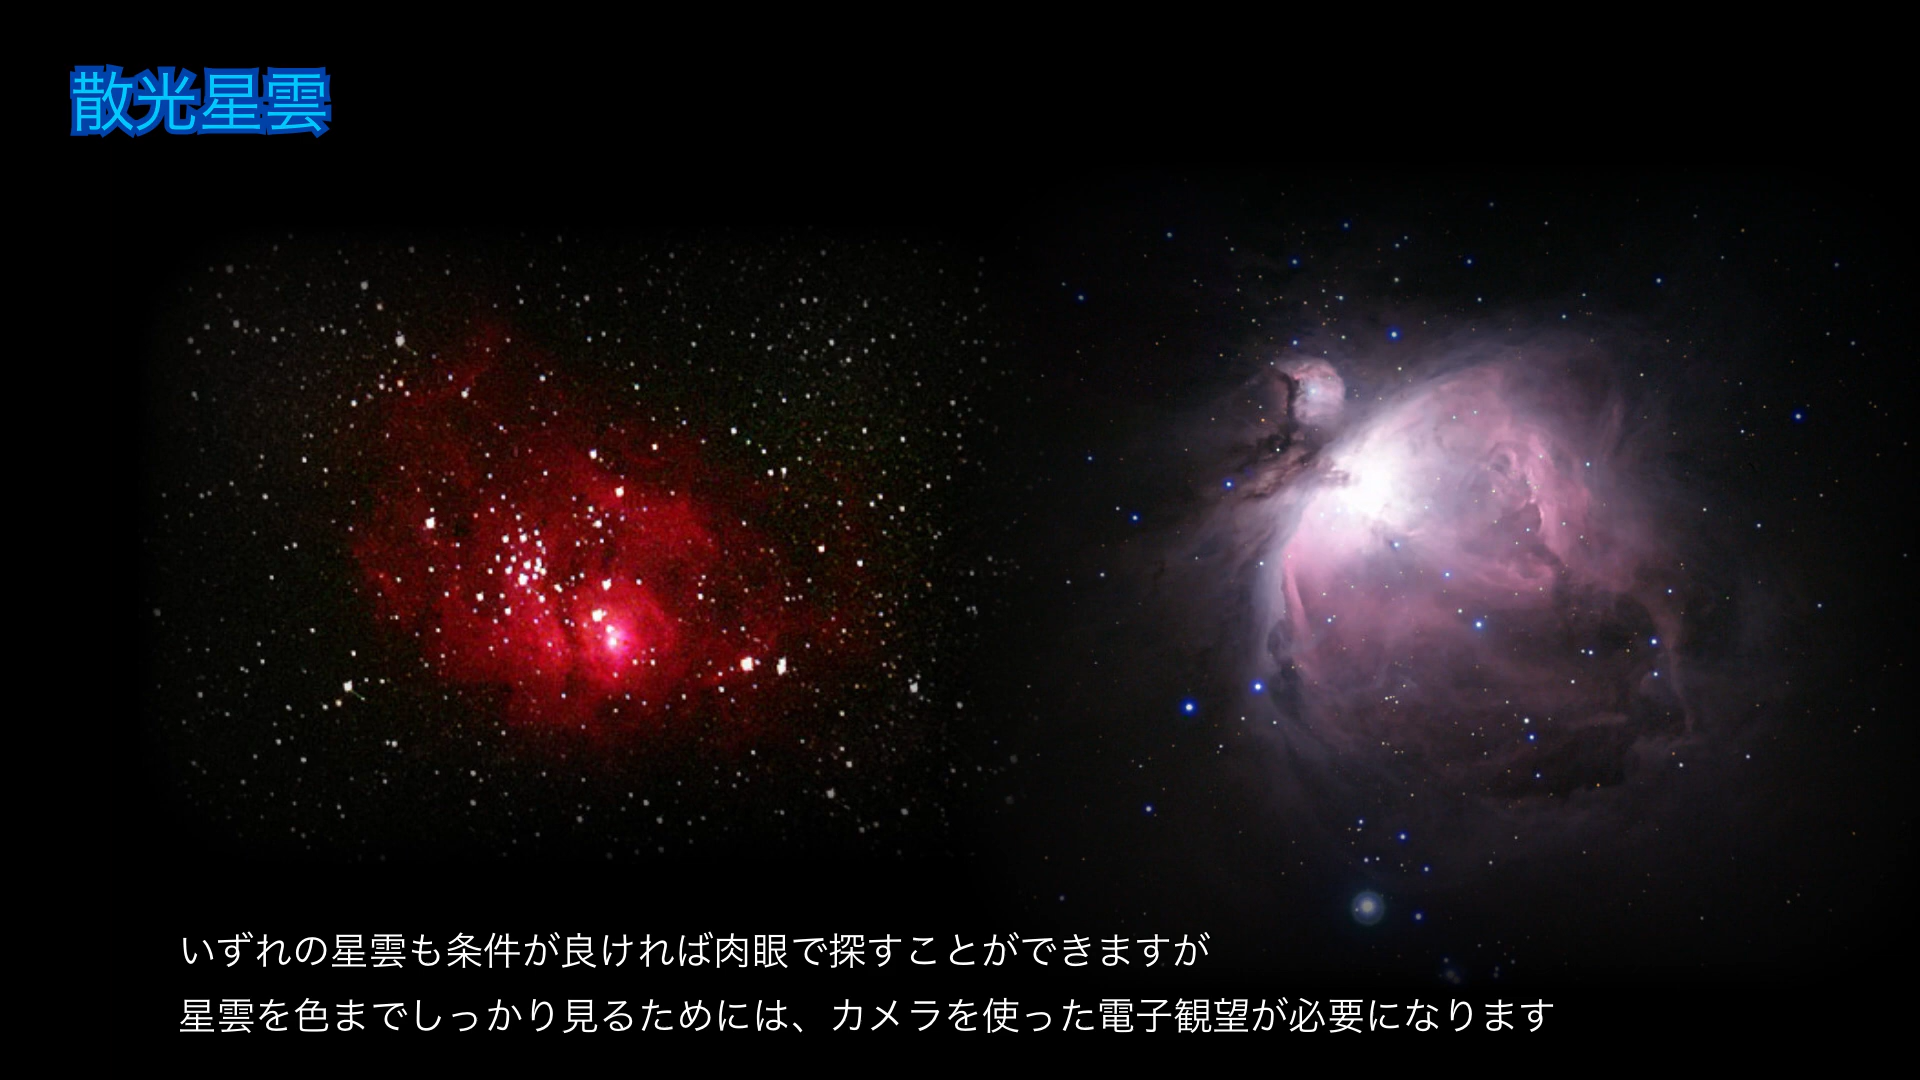 散光星雲
いずれの星雲も条件が良ければ肉眼で探すことができますが
星雲を色までしっかり見るためには、カメラを使った電子観望が必要になります